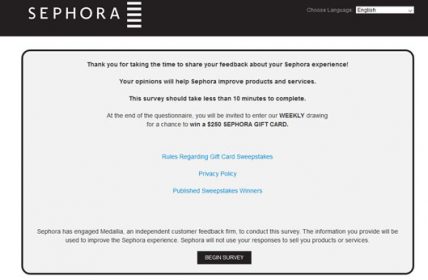 SEPHORA
Choose Language: English
Thank you for taking the time to share your feedback about your Sephora experience!
Your opinions will help Sephora improve products and services.
This survey should take less than 10 minutes to complete.
At the end of the questionnaire, you will be invited to enter our WEEKLY drawing
for a chance to win a $250 SEPHORA GIFT CARD.
Rules Regarding Gift Card Sweepstakes
Privacy Policy
Published Sweepstakes Winners
Sephora has engaged Medallia, an independent customer feedback firm, to conduct this survey. The information you provide will be
used to improve the Sephora experience. Sephora will not use your responses to sell you products or services.
BEGIN SURVEY